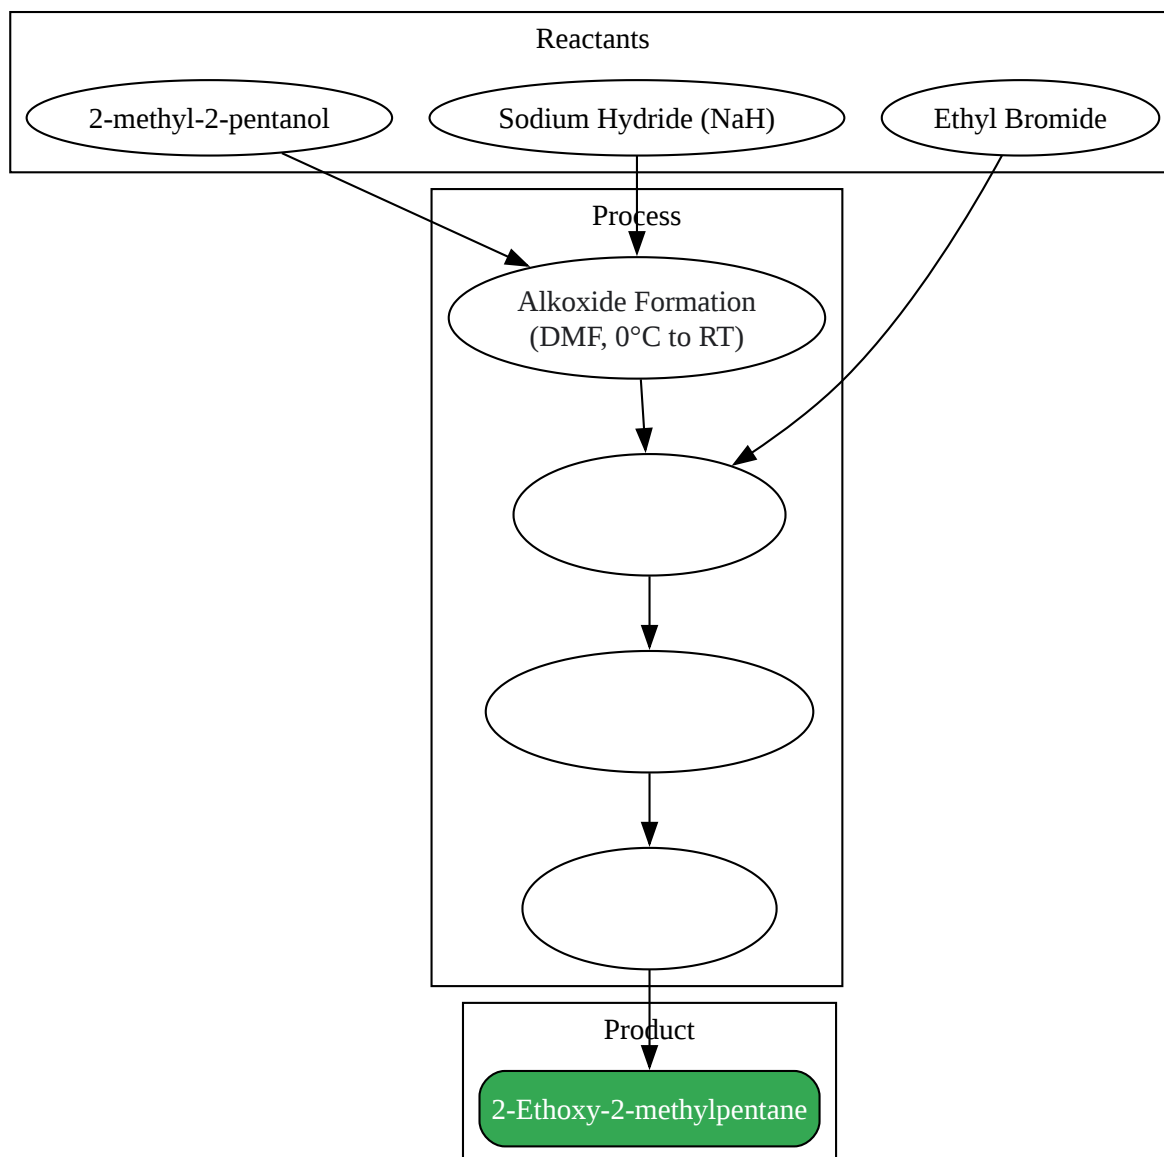 Reactants
2-methyl-2-pentanol
Sodium Hydride (NaH)
Ethyl Bromide
Process
Alkoxide Formation
(DMF, 0°C to RT)
Product
2-Ethoxy-2-methylpentane